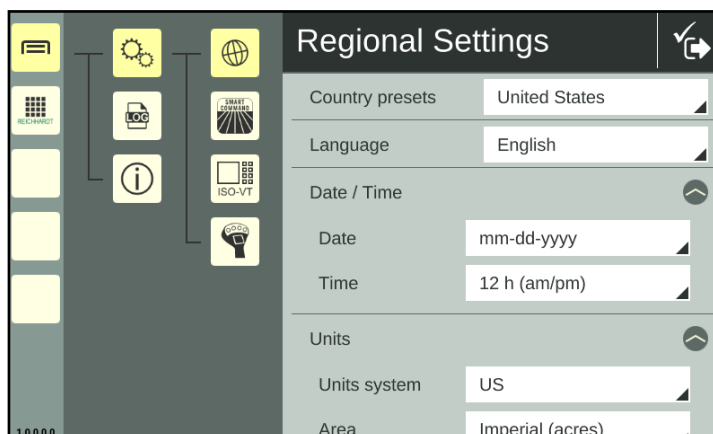 Regional Settings
Country presets
United States
Language
English
Date / Time
Date
mm-dd-yyyy
Time
12 h (am/pm)
Units
Units system
US
Area
Imperial (acres)
REICHHARDT
LOG
SMART
COMMAND
ISO-VT
10000